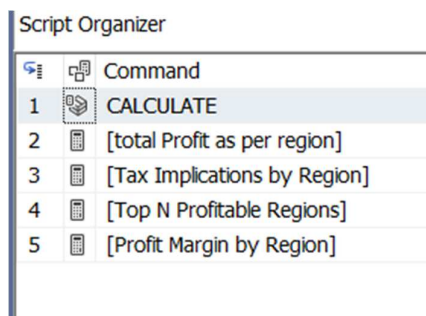 Script Organizer
Command
1 CALCULATE
2 [total Profit as per region]
3 [Tax Implications by Region]
4 [Top N Profitable Regions]
5 [Profit Margin by Region]